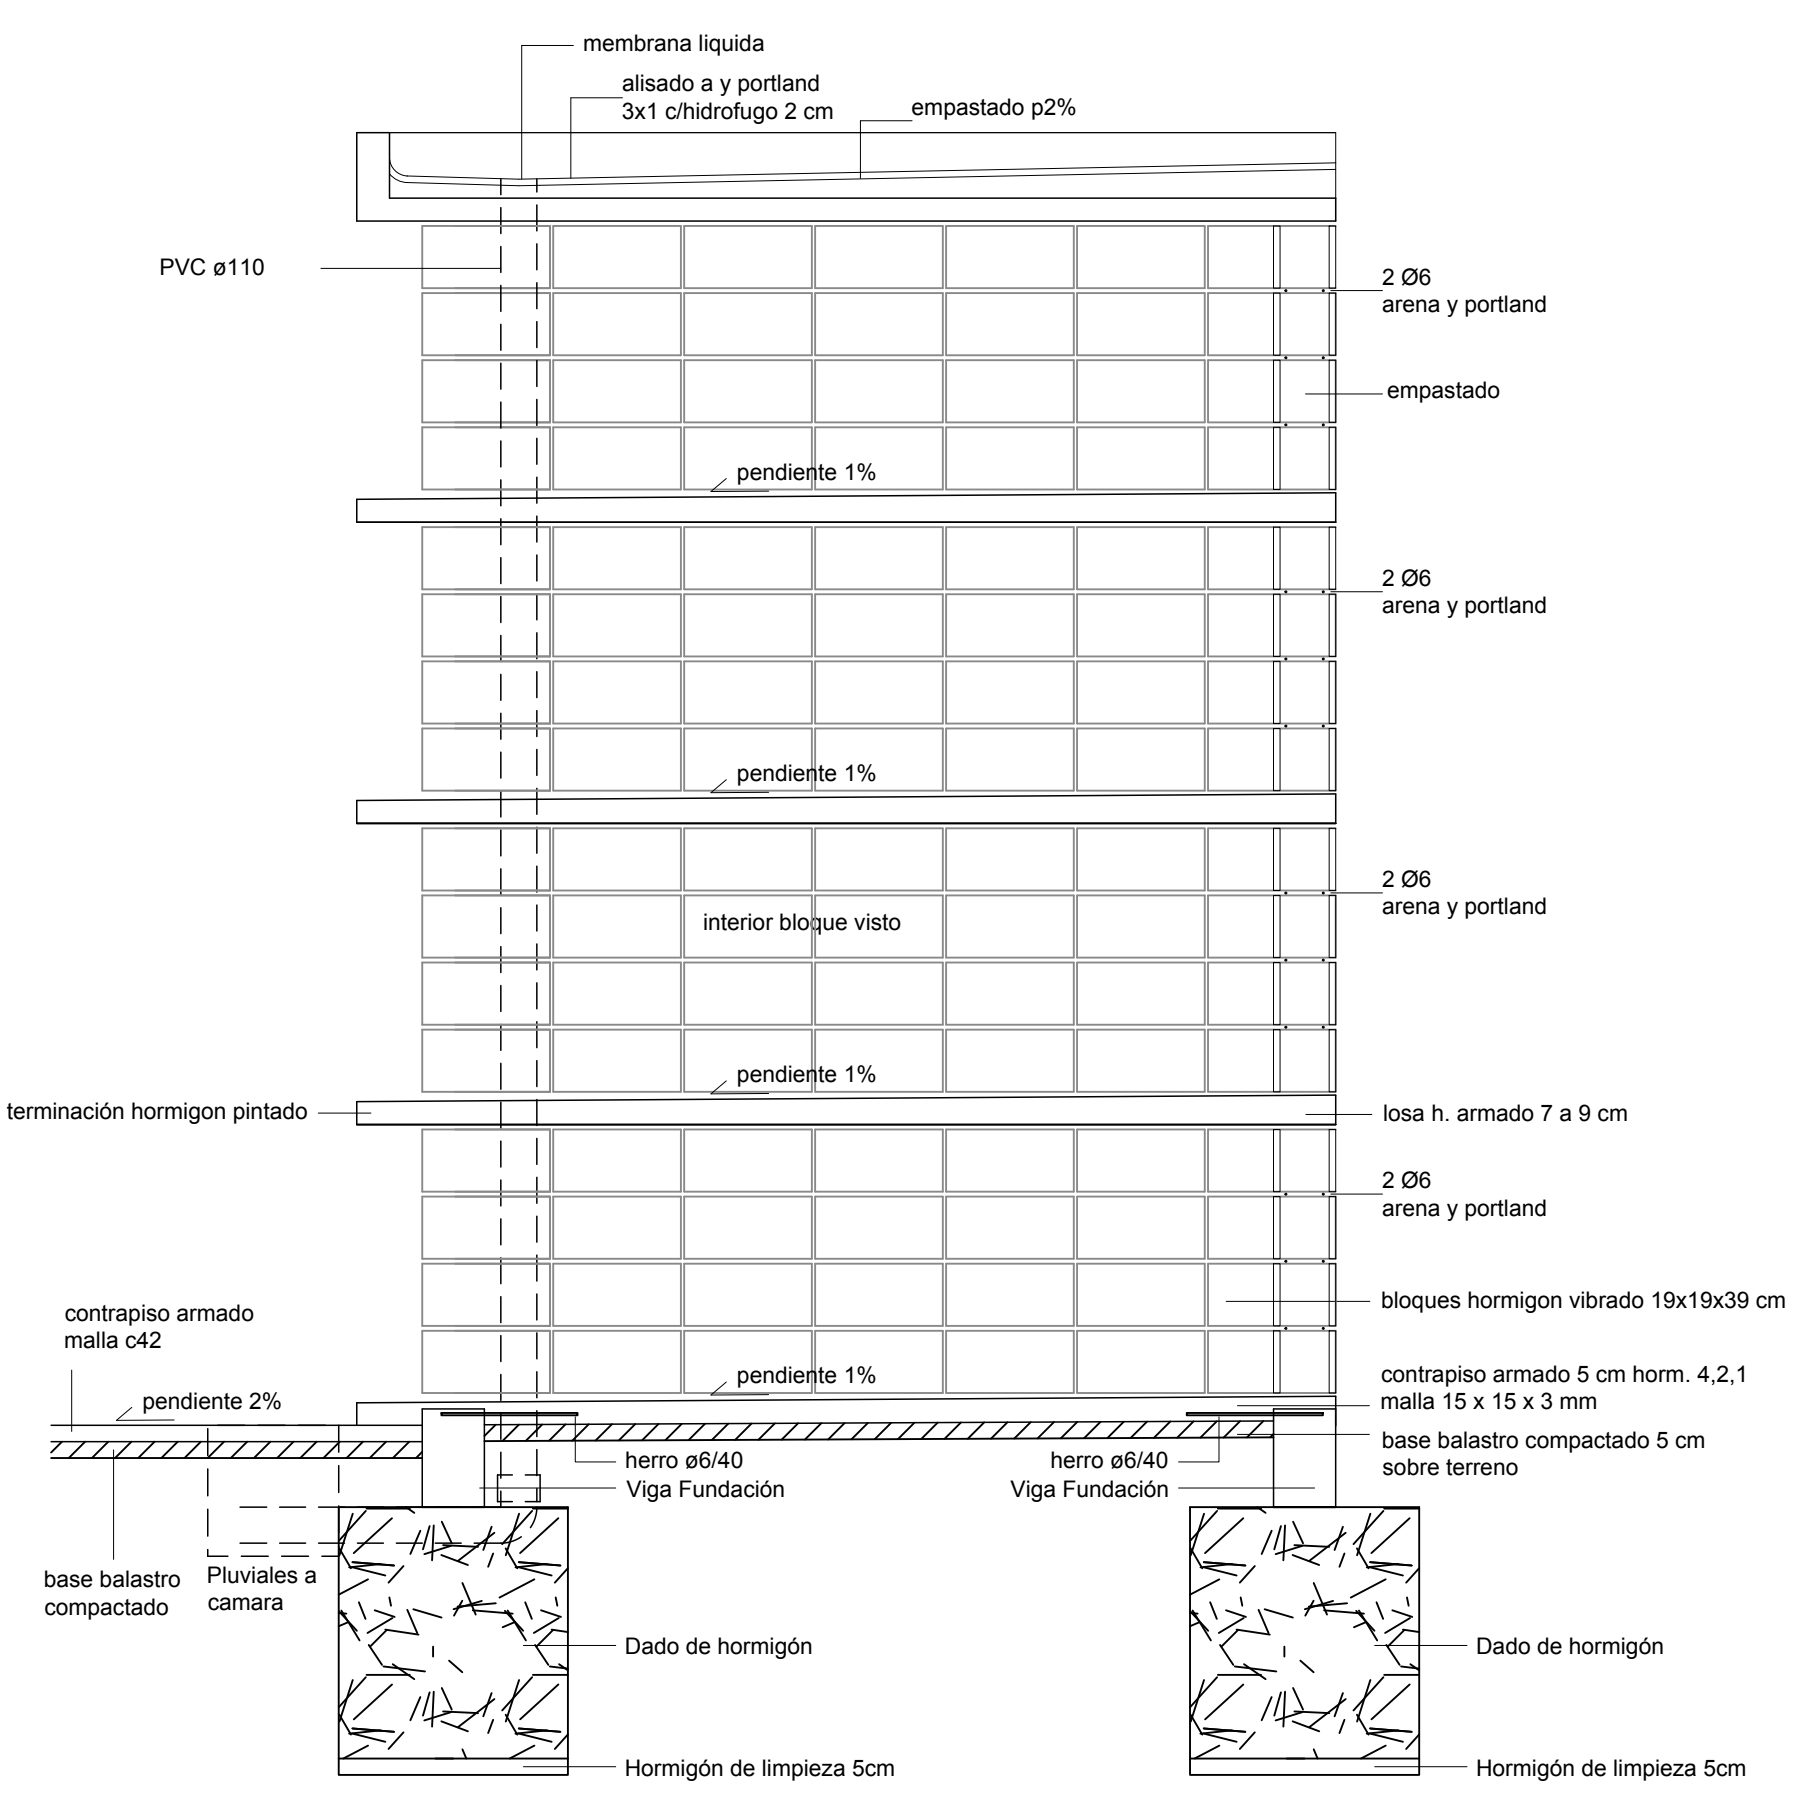 membrana liquida
alisado a y portland
3x1 c/hidrofugo 2 cm
empastado p2%
PVC ø110
2 Ø6
arena y portland
empastado
pendiente 1%
2 Ø6
arena y portland
pendiente 1%
2 Ø6
arena y portland
interior bloque visto
pendiente 1%
terminación hormigon pintado
losa h. armado 7 a 9 cm
2 Ø6
arena y portland
bloques hormigon vibrado 19x19x39 cm
contrapiso armado
malla c42
pendiente 1%
contrapiso armado 5 cm horm. 4,2,1
malla 15 x 15 x 3 mm
pendiente 2%
base balastro compactado 5 cm
sobre terreno
herro ø6/40
Viga Fundación
herro ø6/40
Viga Fundación
base balastro
compactado
Pluviales a
camara
Dado de hormigón
Dado de hormigón
Hormigón de limpieza 5cm
Hormigón de limpieza 5cm